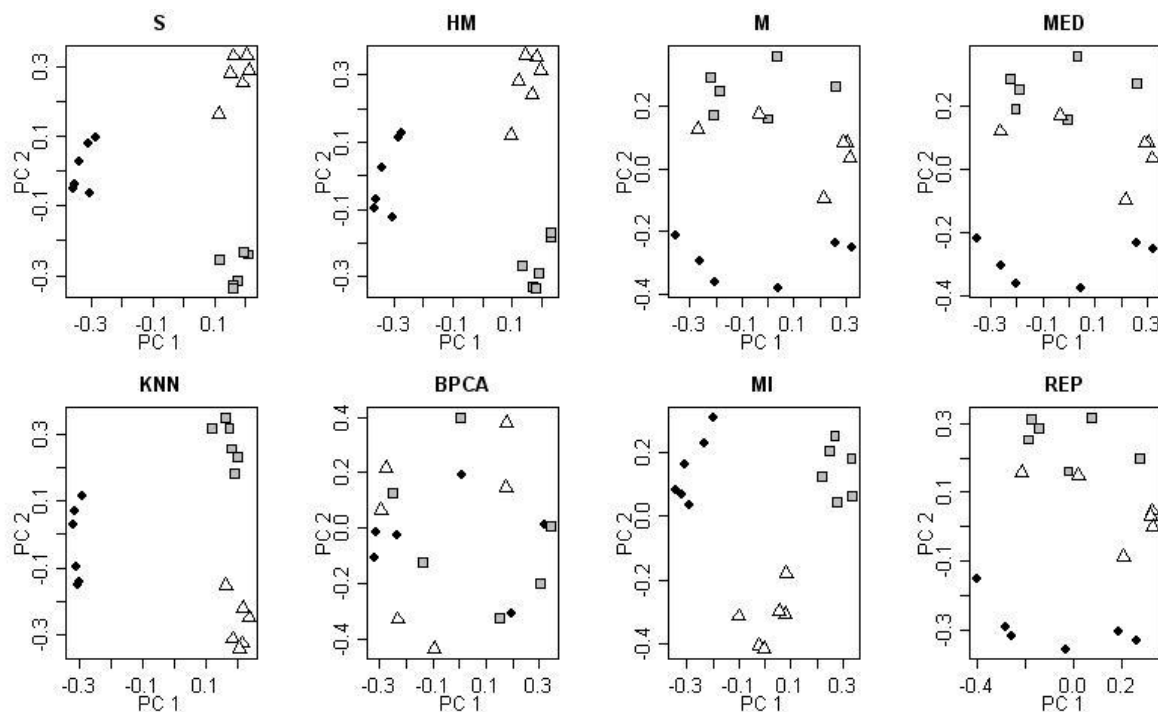 S HM M MED
0.3 0.1 -0.1 -0.3 PC 2 -0.3 -0.1 0.1 PC 1
0.3 0.1 -0.1 -0.3 PC 2 -0.3 -0.1 0.1 PC 1
0.2 0.0 -0.2 -0.4 PC 2 -0.3 -0.1 0.1 0.3 PC 1
0.2 0.0 -0.2 -0.4 PC 2 -0.3 -0.1 0.1 0.3 PC 1
KNN BPCA MI REP
0.3 0.1 -0.1 -0.3 PC 2 -0.3 -0.1 0.1 PC 1
0.4 0.2 0.0 -0.2 -0.4 PC 2 -0.3 -0.1 0.1 0.3 PC 1
0.2 0.0 -0.2 -0.4 PC 2 -0.3 -0.1 0.1 0.3 PC 1
0.3 0.1 -0.1 -0.3 PC 2 -0.4 0.0 0.2 PC 1